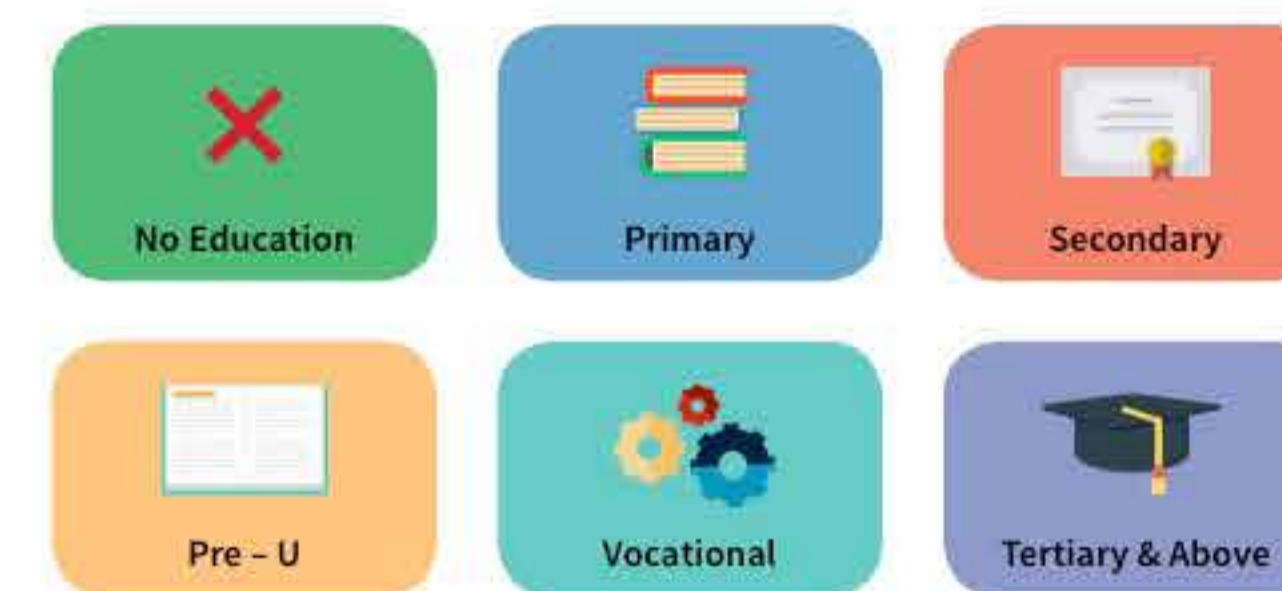 No Education
Primary
Secondary
Pre – U
Vocational
Tertiary & Above